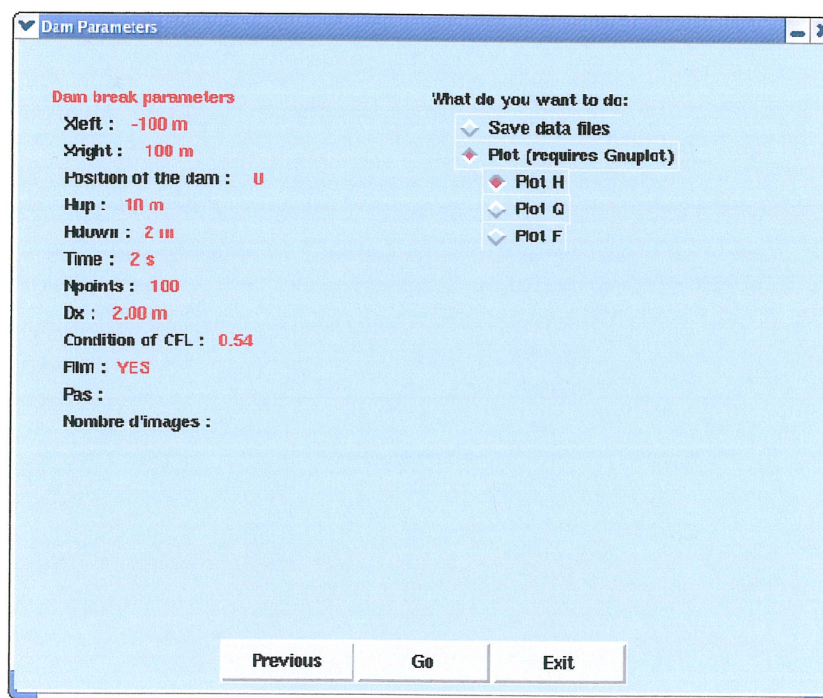 Dam Parameters
Dam break parameters
Xleft : -100 m
Xright : 100 m
Position of the dam : 0
Hup : 10 m
Hdown : 2 m
Time : 2 s
Npoints : 100
Dx : 2.00 m
Condition of CFL : 0.54
Film : YES
Pas :
Nombre d'images :
What do you want to do:
Save data files
Plot (requires Gnuplot)
Plot H
Plot Q
Plot F
Previous
Go
Exit